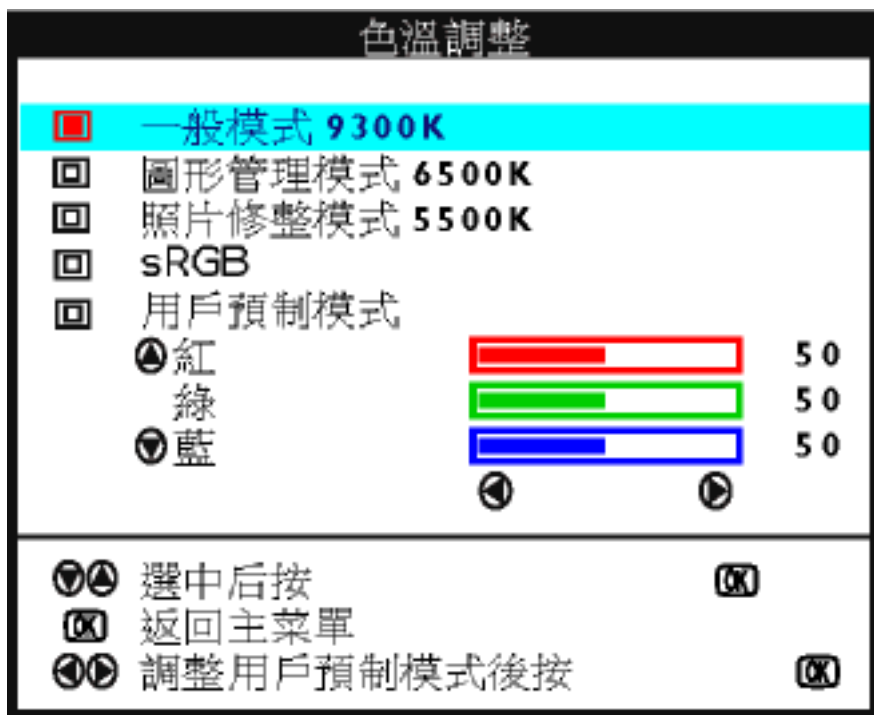 色溫調整
一般模式 9300K
圖形管理模式 6500K
照片修整模式 5500K
sRGB
用戶預制模式
紅 50
綠 50
藍 50
選中后按 OK
OK 返回主菜單
調整用戶預制模式後按 OK